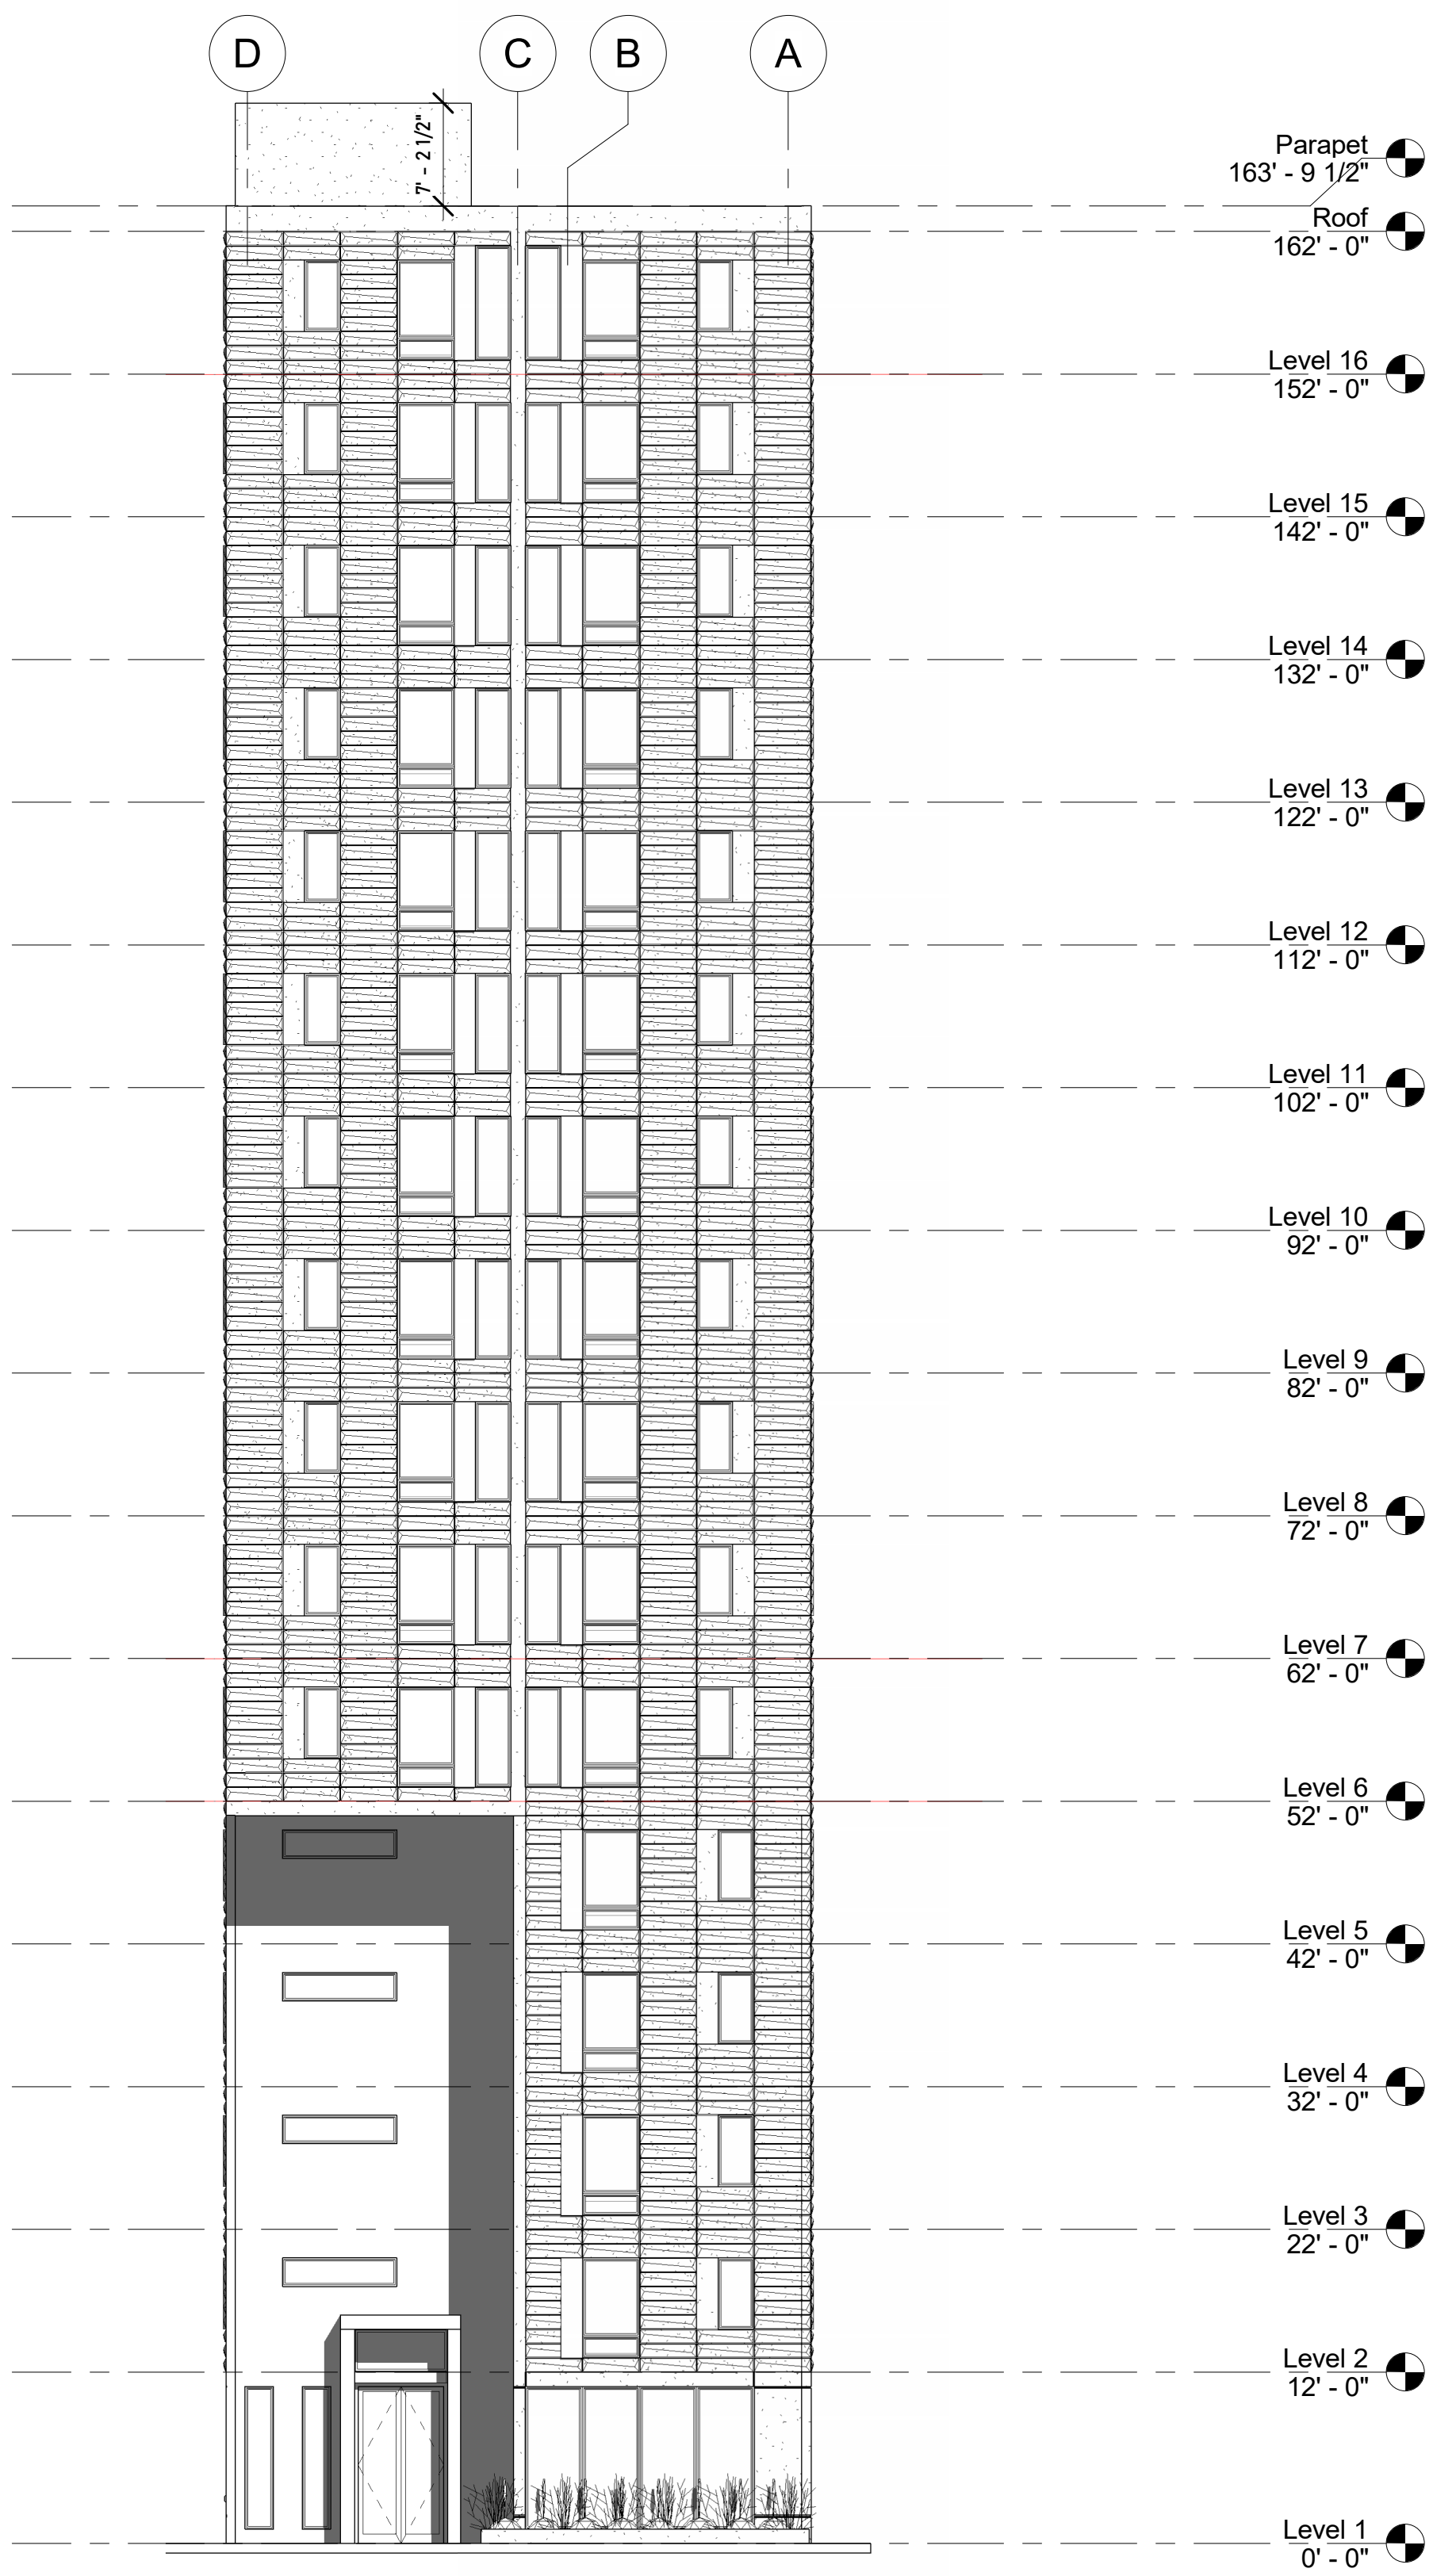 D
C
B
A
7' - 2 1/2"
Parapet
163' - 9 1/2"
Roof
162' - 0"
Level 16
152' - 0"
Level 15
142' - 0"
Level 14
132' - 0"
Level 13
122' - 0"
Level 12
112' - 0"
Level 11
102' - 0"
Level 10
92' - 0"
Level 9
82' - 0"
Level 8
72' - 0"
Level 7
62' - 0"
Level 6
52' - 0"
Level 5
42' - 0"
Level 4
32' - 0"
Level 3
22' - 0"
Level 2
12' - 0"
Level 1
0' - 0"